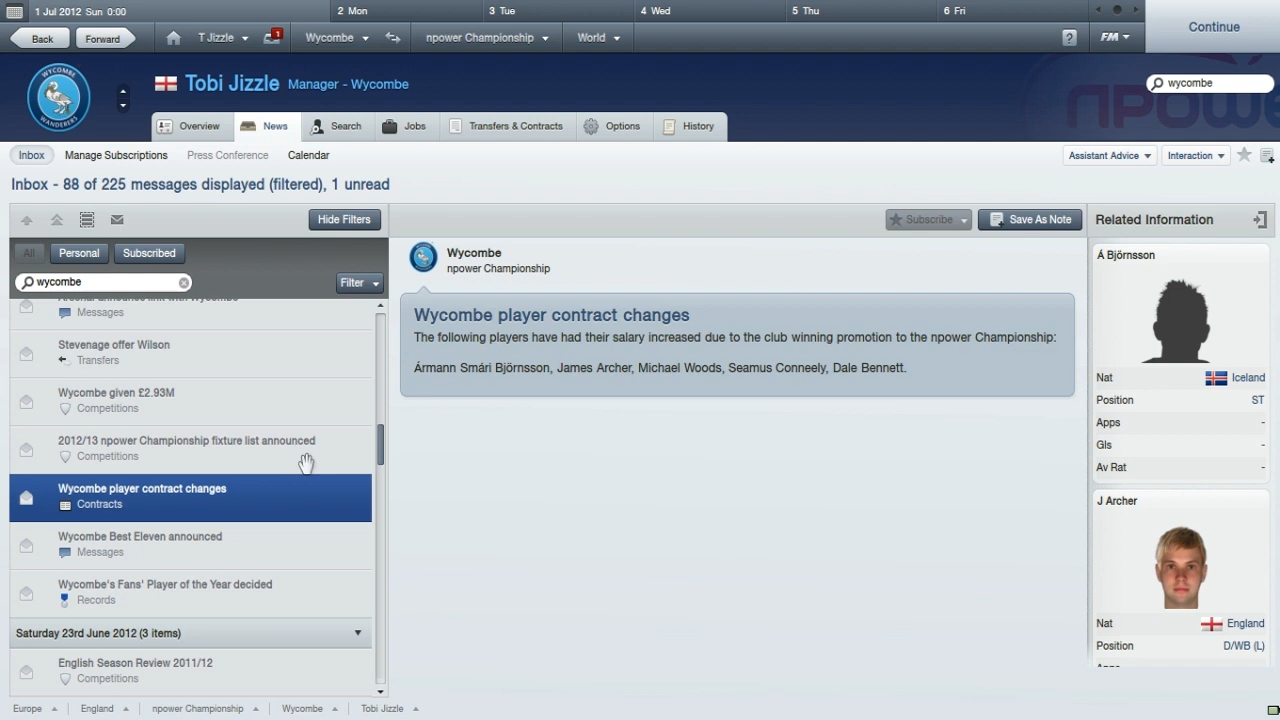 1 Jul 2012 Sun 0:00
2 Mon
3 Tue
4 Wed
5 Thu
6 Fri
Continue
Back
Forward
T Jizzle
1
Wycombe
npower Championship
World
?
FM
WYCOMBE
WANDERERS
Tobi Jizzle
Manager - Wycombe
wycombe
Overview
News
Search
Jobs
Transfers & Contracts
Options
History
Inbox
Manage Subscriptions
Press Conference
Calendar
Assistant Advice
Interaction
Inbox - 88 of 225 messages displayed (filtered), 1 unread
Hide Filters
Subscribe
Save As Note
Related Information
All
Personal
Subscribed
wycombe
Filter
Arsenal announce link with Wycombe
Messages
Stevenage offer Wilson
Transfers
Wycombe given £2.93M
Competitions
2012/13 npower Championship fixture list announced
Competitions
Wycombe player contract changes
Contracts
Wycombe Best Eleven announced
Messages
Wycombe's Fans' Player of the Year decided
Records
Saturday 23rd June 2012 (3 items)
English Season Review 2011/12
Competitions
Wycombe
npower Championship
Wycombe player contract changes
The following players have had their salary increased due to the club winning promotion to the npower Championship:
Ármann Smári Björnsson, James Archer, Michael Woods, Seamus Conneely, Dale Bennett.
Á Björnsson
Nat Iceland
Position ST
Apps -
Gls -
Av Rat -
J Archer
Nat England
Position D/WB (L)
Apps
Europe
England
npower Championship
Wycombe
Tobi Jizzle